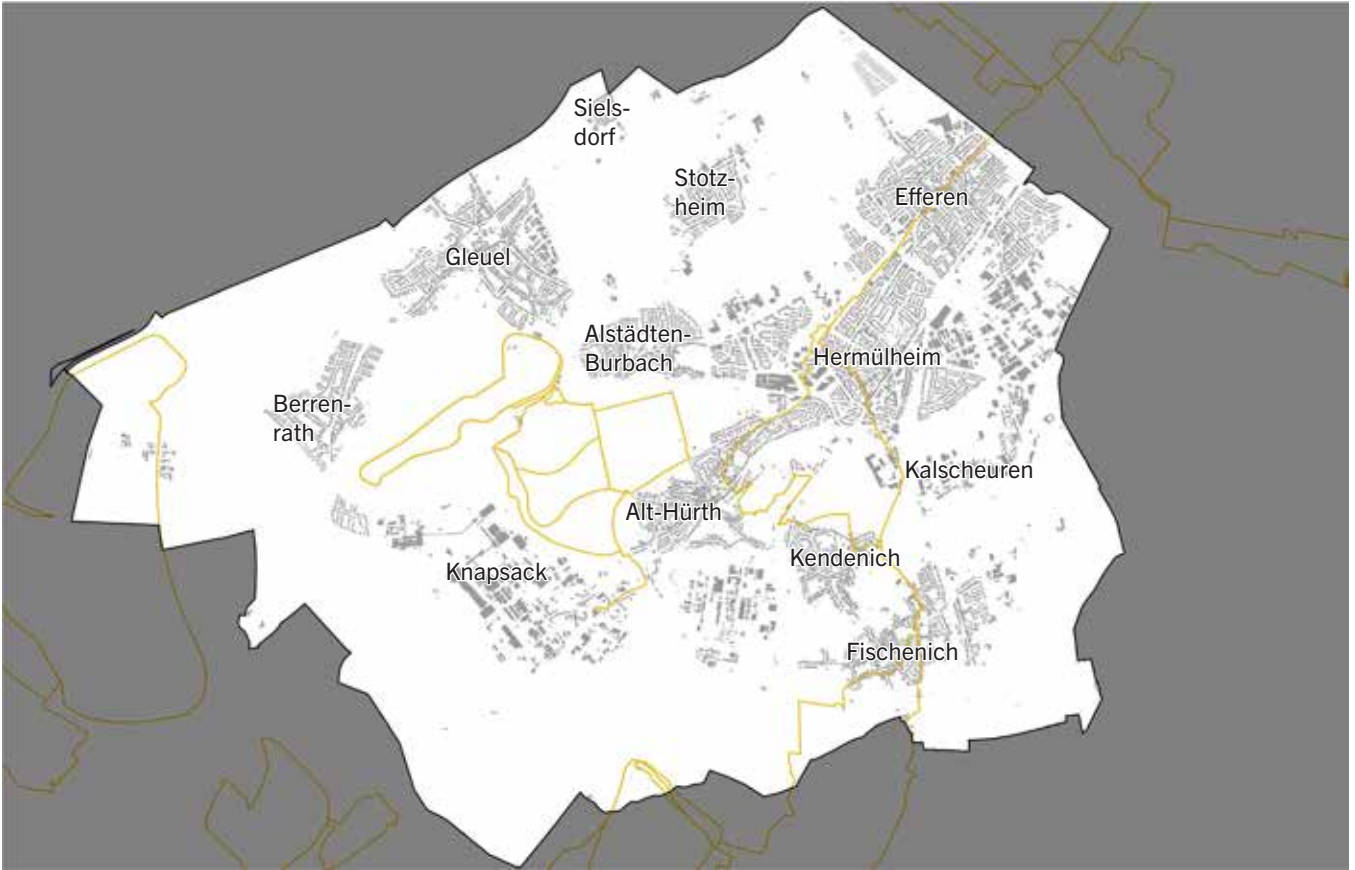 Siels-
dorf
Stotz-
heim
Efferen
Gleuel
Alstädten-
Burbach
Hermülheim
Berren-
rath
Kalscheuren
Alt-Hürth
Kendenich
Knapsack
Fischenich